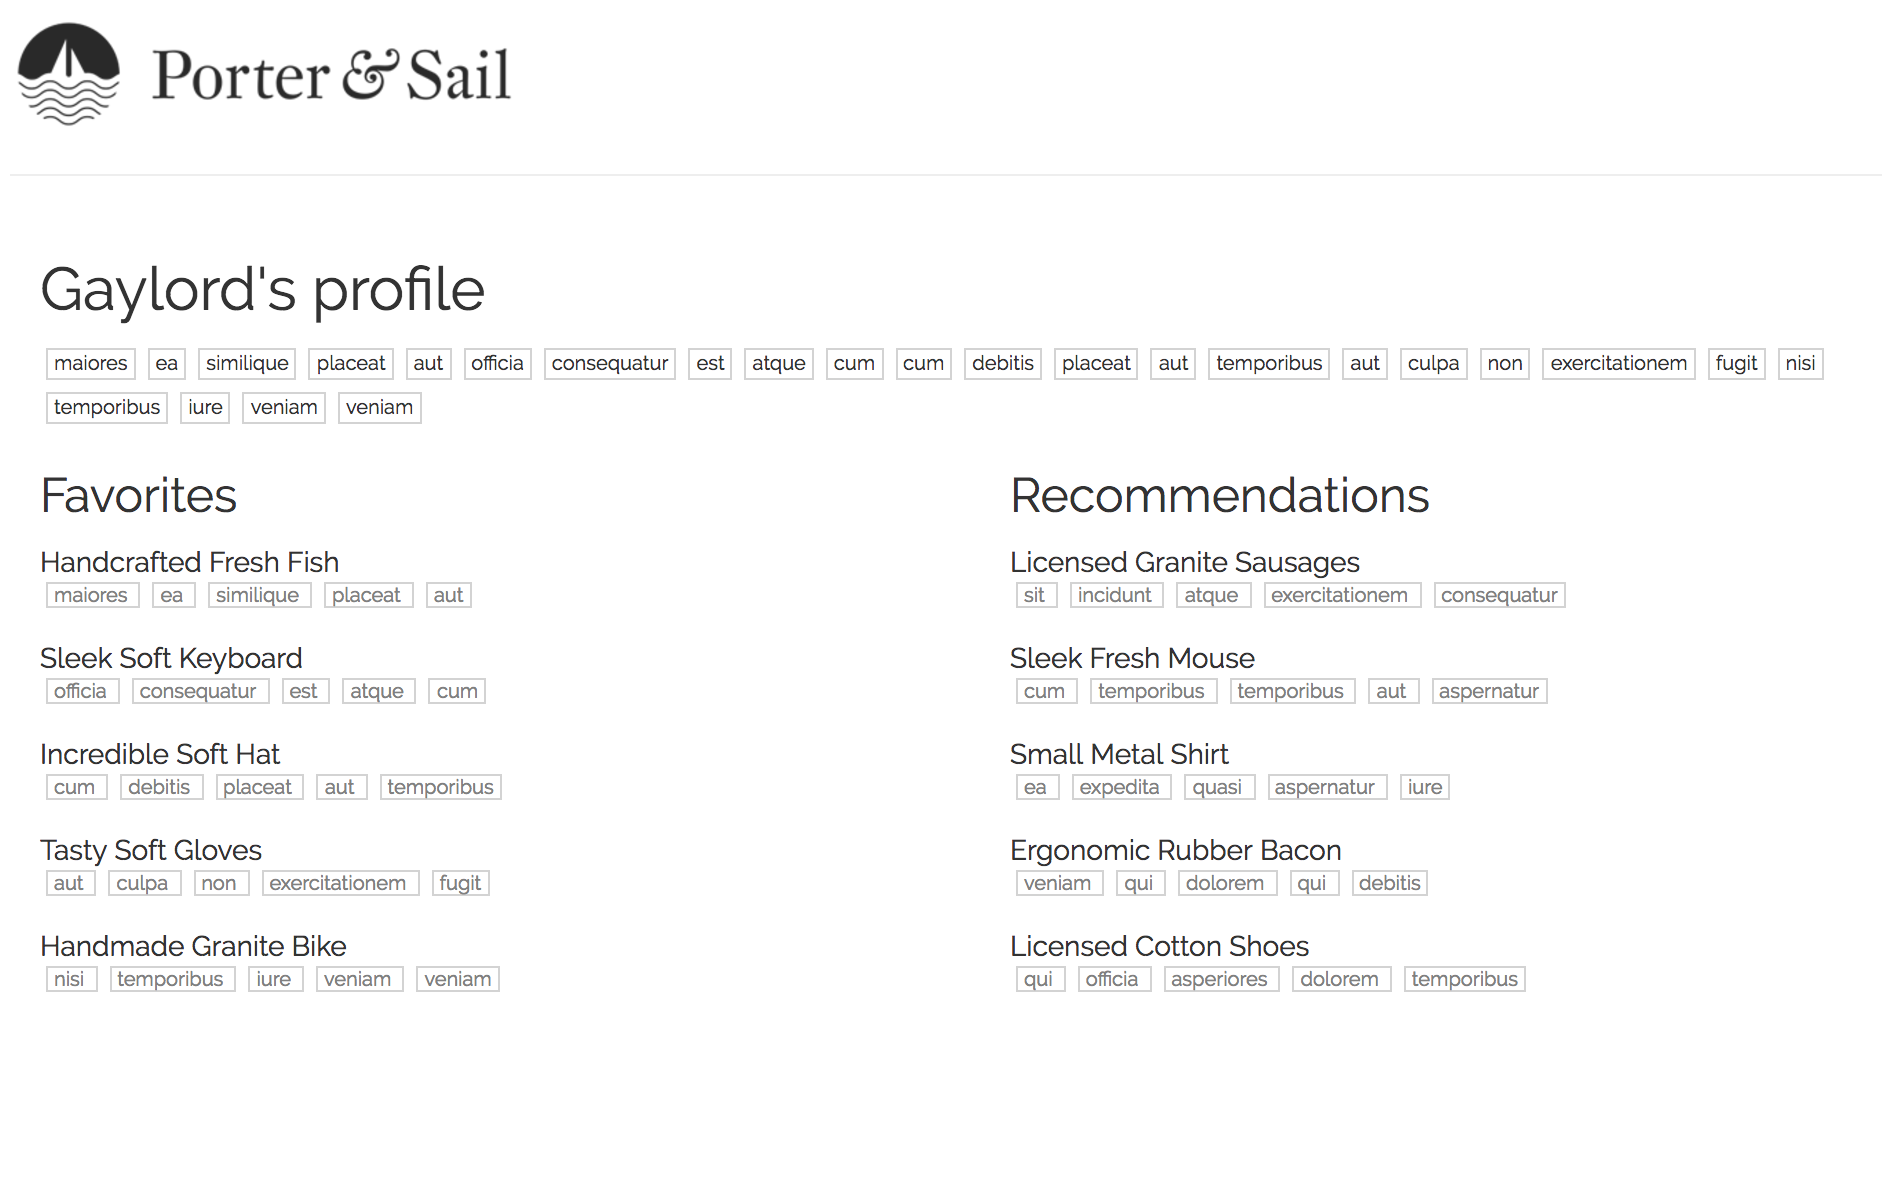 Porter & Sail
Gaylord's profile
maiores ea similique placeat aut officia consequatur est atque cum cum debitis placeat aut temporibus aut culpa non exercitationem fugit nisi
temporibus iure veniam veniam
Favorites
Handcrafted Fresh Fish
maiores ea similique placeat aut
Sleek Soft Keyboard
officia consequatur est atque cum
Incredible Soft Hat
cum debitis placeat aut temporibus
Tasty Soft Gloves
aut culpa non exercitationem fugit
Handmade Granite Bike
nisi temporibus iure veniam veniam
Recommendations
Licensed Granite Sausages
sit incidunt atque exercitationem consequatur
Sleek Fresh Mouse
cum temporibus temporibus aut aspernatur
Small Metal Shirt
ea expedita quasi aspernatur iure
Ergonomic Rubber Bacon
veniam qui dolorem qui debitis
Licensed Cotton Shoes
qui officia asperiores dolorem temporibus